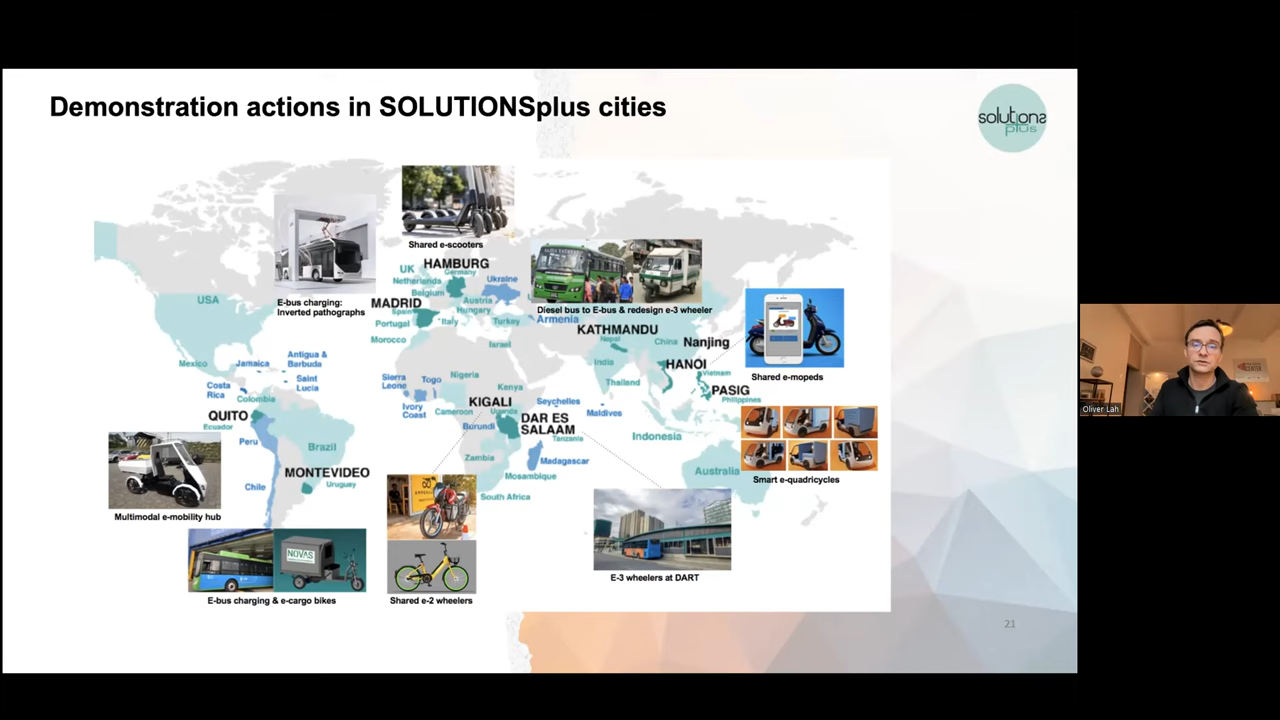 Demonstration actions in SOLUTIONSplus cities
solutions
plus
Shared e-scooters
HAMBURG
Germany
UK
Netherlands
Belgium
Ukraine
E-bus charging:
Inverted pathographs
USA
MADRID
Spain
Portugal
Morocco
Austria
Hungary
Italy
Turkey
Israel
Armenia
Diesel bus to E-bus & redesign e-3 wheeler
KATHMANDU
Nepal
China
Nanjing
India
HANOI
Vietnam
Thailand
Shared e-mopeds
PASIG
Philippines
Mexico
Jamaica
Antigua &
Barbuda
Saint
Lucia
Costa
Rica
Colombia
Sierra
Leone
Togo
Nigeria
Ivory
Coast
Cameroon
Kenya
KIGALI
Uganda
Burundi
Seychelles
Maldives
DAR ES
SALAAM
Tanzania
Indonesia
QUITO
Ecuador
Peru
Brazil
MONTEVIDEO
Uruguay
Chile
Zambia
Madagascar
Mosambique
South Africa
Australia
Smart e-quadricycles
Multimodal e-mobility hub
NOVAS
E-bus charging & e-cargo bikes
Shared e-2 wheelers
E-3 wheelers at DART
21
Oliver Lah